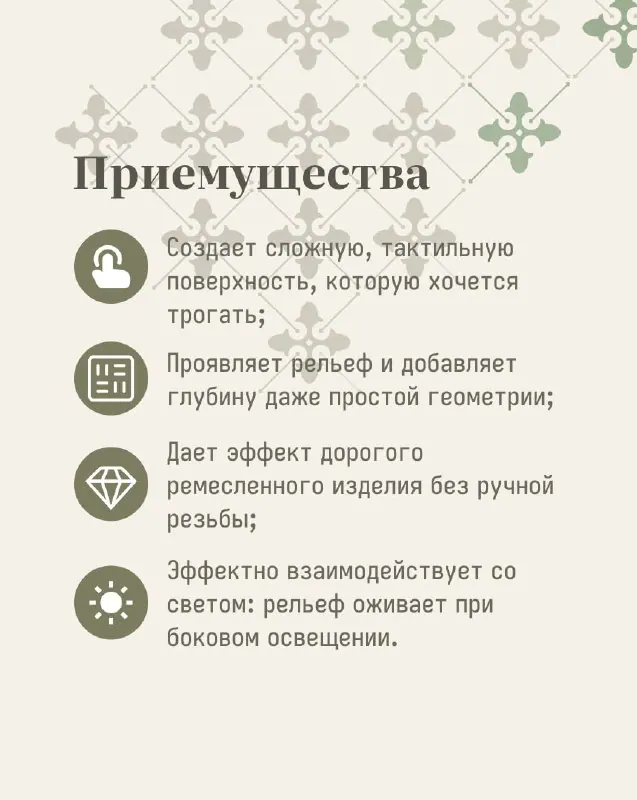 Приемущества
Создает сложную, тактильную
поверхность, которую хочется
трогать;
Проявляет рельеф и добавляет
глубину даже простой геометрии;
Дает эффект дорогого
ремесленного изделия без ручной
резьбы;
Эффектно взаимодействует со
светом: рельеф оживает при
боковом освещении.